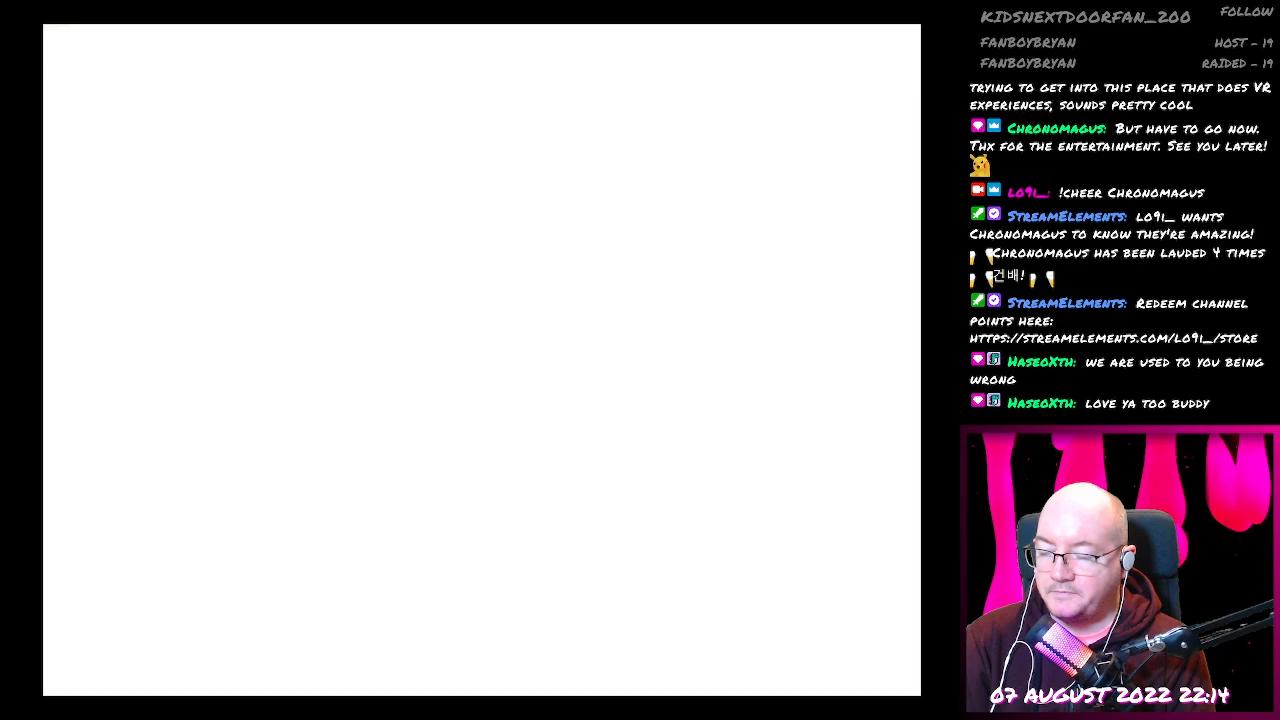 KIDSNEXTDOORFAN_200 FOLLOW
FANBOYBRYAN HOST - 19
FANBOYBRYAN RAIDED - 19
TRYING TO GET INTO THIS PLACE THAT DOES VR
EXPERIENCES, SOUNDS PRETTY COOL
CHRONOMAGUS: BUT HAVE TO GO NOW.
THX FOR THE ENTERTAINMENT. SEE YOU LATER!
LO9I_: !CHEER CHRONOMAGUS
STREAMELEMENTS: LO9I_ WANTS
CHRONOMAGUS TO KNOW THEY'RE AMAZING!
CHRONOMAGUS HAS BEEN LAUDED 4 TIMES
건배!
STREAMELEMENTS: REDEEM CHANNEL
POINTS HERE:
HTTPS://STREAMELEMENTS.COM/LO9I_/STORE
HASEOXTH: WE ARE USED TO YOU BEING
WRONG
HASEOXTH: LOVE YA TOO BUDDY
07 AUGUST 2022 22:14